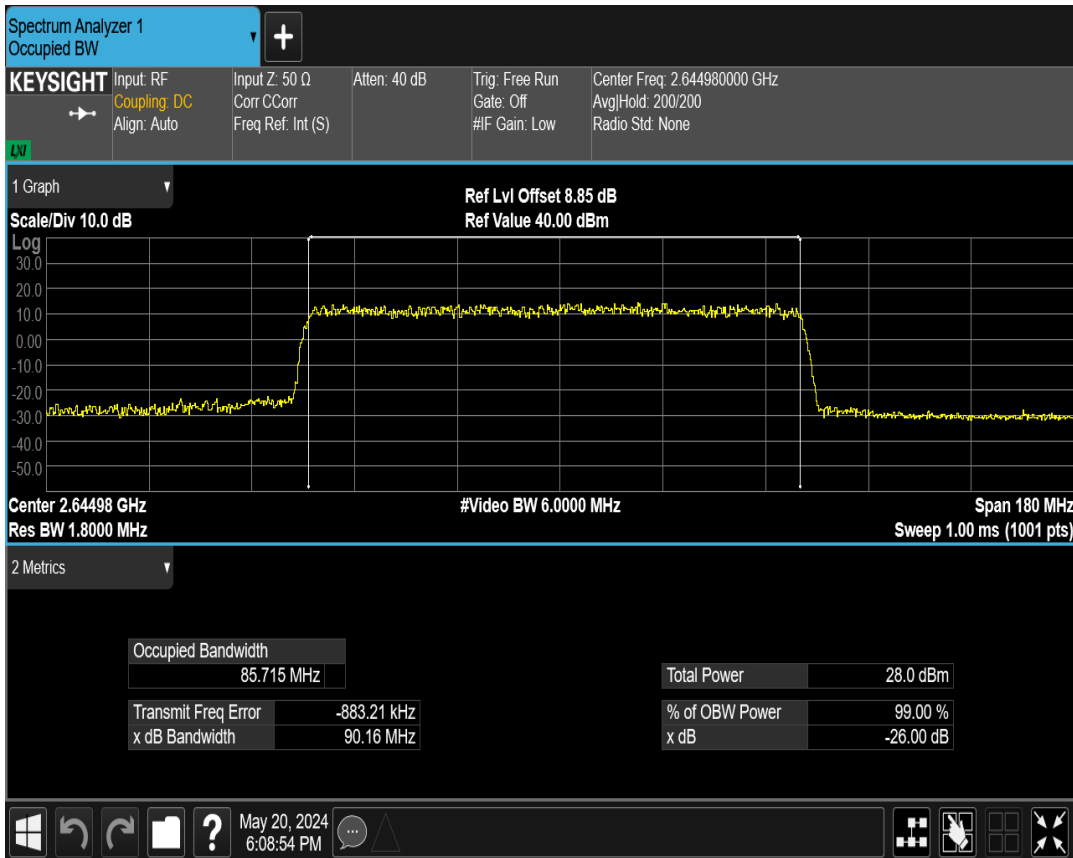 Spectrum Analyzer 1
Occupied BW
KEYSIGHT
Input: RF
Coupling: DC
Align: Auto
Input Z: 50 Ω
Corr CCorr
Freq Ref: Int (S)
Atten: 40 dB
Trig: Free Run
Gate: Off
#IF Gain: Low
Center Freq: 2.644980000 GHz
Avg|Hold: 200/200
Radio Std: None
LXI
1 Graph
Ref Lvl Offset 8.85 dB
Scale/Div 10.0 dB
Ref Value 40.00 dBm
Log
30.0
20.0
10.0
0.00
-10.0
-20.0
-30.0
-40.0
-50.0
Center 2.64498 GHz
#Video BW 6.0000 MHz
Span 180 MHz
Res BW 1.8000 MHz
Sweep 1.00 ms (1001 pts)
2 Metrics
Occupied Bandwidth
85.715 MHz
Total Power 28.0 dBm
Transmit Freq Error -883.21 kHz
% of OBW Power 99.00 %
x dB Bandwidth 90.16 MHz
x dB -26.00 dB
?
May 20, 2024
6:08:54 PM